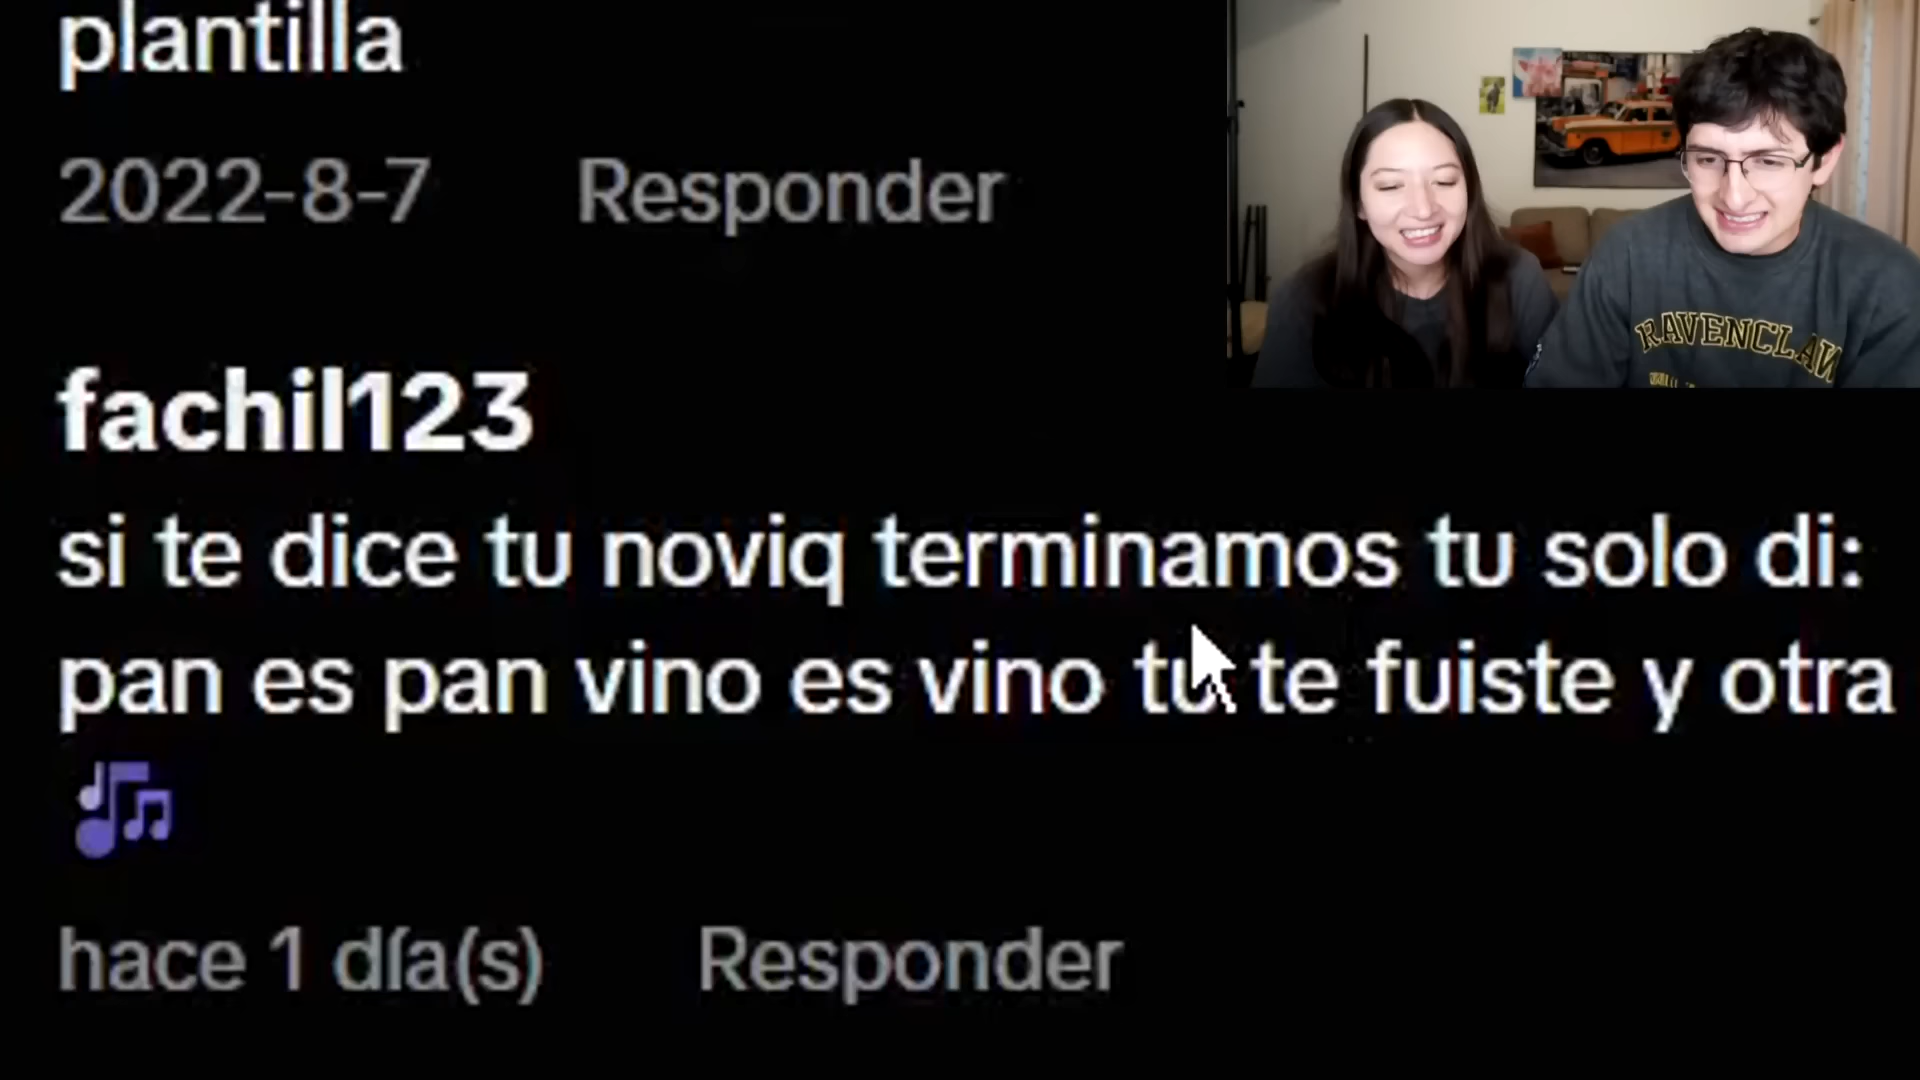 plantilla
2022-8-7 Responder
fachil123
si te dice tu noviq terminamos tu solo di:
pan es pan vino es vino tu te fuiste y otra
hace 1 día(s) Responder
RAVENCLAW